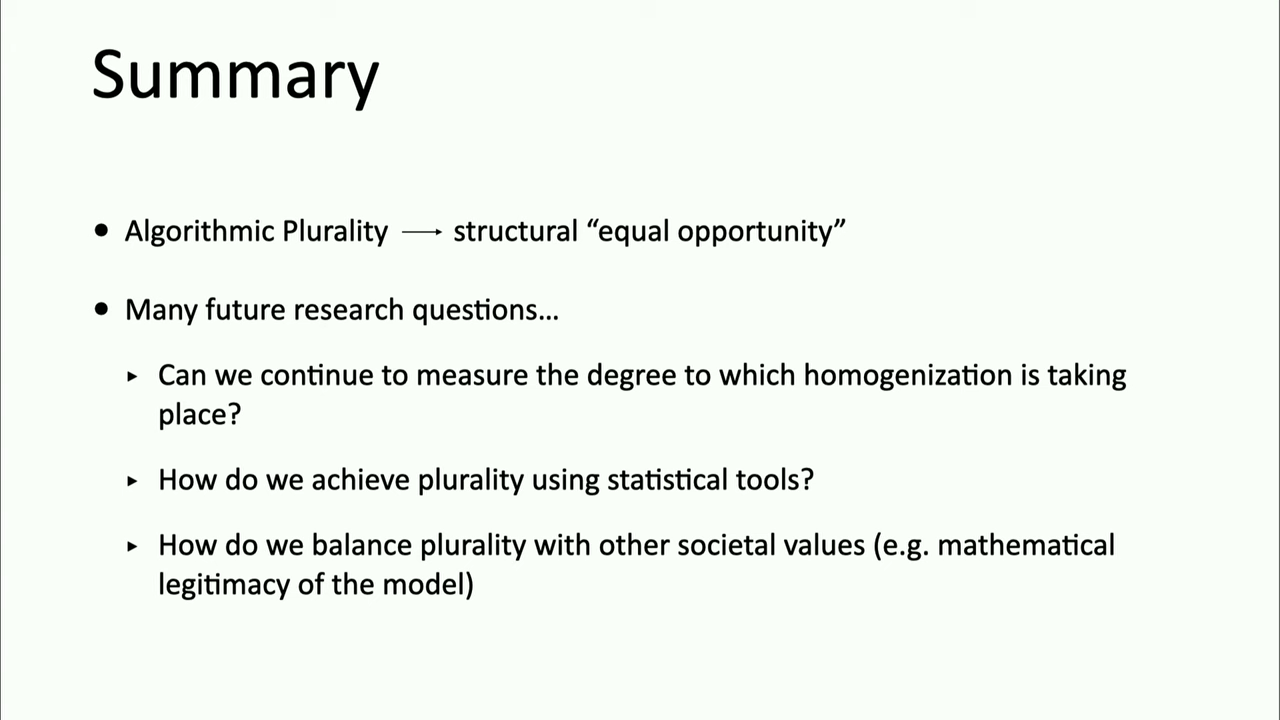 Summary
• Algorithmic Plurality → structural “equal opportunity”
• Many future research questions...
▸ Can we continue to measure the degree to which homogenization is taking
place?
▸ How do we achieve plurality using statistical tools?
▸ How do we balance plurality with other societal values (e.g. mathematical
legitimacy of the model)